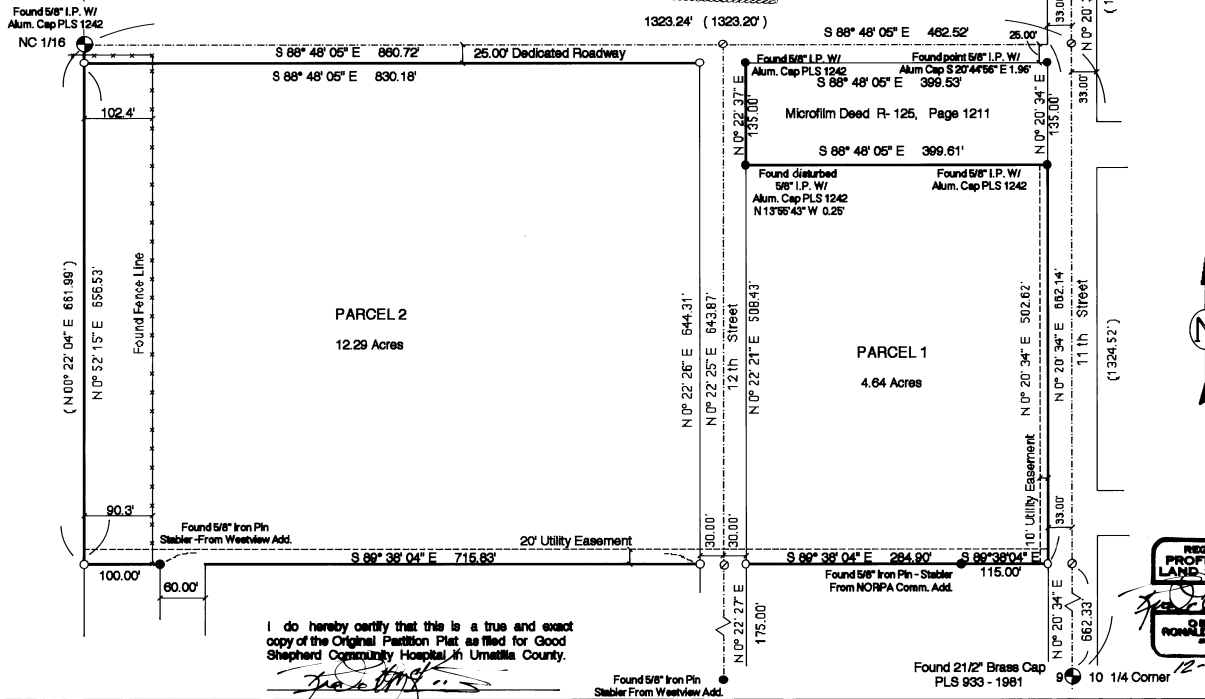 Found 5/8" I.P. W/
Alum. Cap PLS 1242
NC 1/16
1323.24' ( 1323.20')
S 88° 48' 05" E 860.72'
25.00' Dedicated Roadway
S 88° 48' 05" E 462.52'
25.00'
33.00'
N 0° 20' 3
S 88° 48' 05" E 830.18'
Found 5/8" I.P. W/
Alum. Cap PLS 1242
Found point 5/8" I.P. W/
Alum Cap S 20°44'56" E 1.96'
S 88° 48' 05" E 399.53'
33.00'
102.4'
N 0° 22' 37" E
135.00'
Microfilm Deed R- 125, Page 1211
N 0° 20' 34" E
135.00'
S 88° 48' 05" E 399.61'
Found disturbed
5/8" I.P. W/
Alum. Cap PLS 1242
N 13°55'43" W 0.25'
Found 5/8" I.P. W/
Alum. Cap PLS 1242
( N 00° 22' 04" E 661.99')
N 0° 52' 15" E 656.53'
Found Fence Line
PARCEL 2
12.29 Acres
N 0° 22' 26" E 644.31'
N 0° 22' 25" E 643.87'
12 th Street
N 0° 22' 21" E 508.43'
PARCEL 1
4.64 Acres
N 0° 20' 34" E 502.62'
N 0° 20' 34" E 662.14'
11 th Street
(1324.52')
N
10' Utility Easement
90.3'
33.00'
Found 5/8" Iron Pin
Stabler -From Westview Add.
20' Utility Easement
30.00'
30.00'
100.00'
S 89° 38' 04" E 715.83'
S 89° 38' 04" E 284.90'
S 89°38'04" E
115.00'
60.00'
Found 5/8" Iron Pin - Stabler
From NORPA Comm. Add.
I do hereby certify that this is a true and exact
copy of the Original Partition Plat as filed for Good
Shepherd Community Hospital in Umatilla County.
N 0° 22' 27" E
175.00'
N 0° 20' 34" E
662.33'
Found 5/8" Iron Pin
Stabler From Westview Add.
Found 21/2" Brass Cap
PLS 933 - 1981
9 10 1/4 Corner
REG
PROF
LAND
RONAL
12-